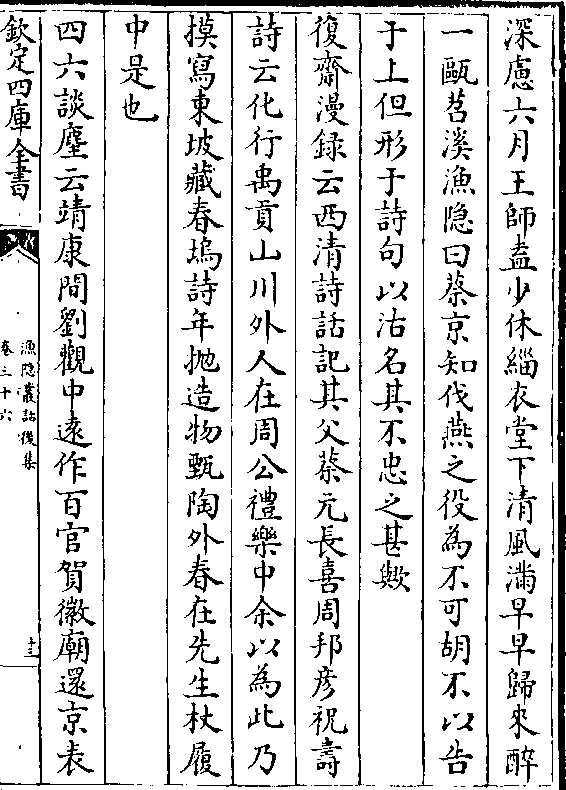 深慮六月王師盍少休緇衣堂下清風滿早早歸來醉
一甌苕溪漁隐曰蔡京知伐燕之役為不可胡不以告
于上但形于詩句以沽名其不忠之甚歟
復齋漫録云西清詩話記其父蔡元長喜周邦彦祝壽
詩云化行禹貢山川外人在周公禮樂中余以為此乃
摸寫東坡藏春塢詩年抛造物甄陶外春在先生杖屨
中是也
四六談麈云靖康間劉觀中遠作百官賀徽廟還京表
欽定四庫全書
漁隐叢話後集
卷三十六
十三